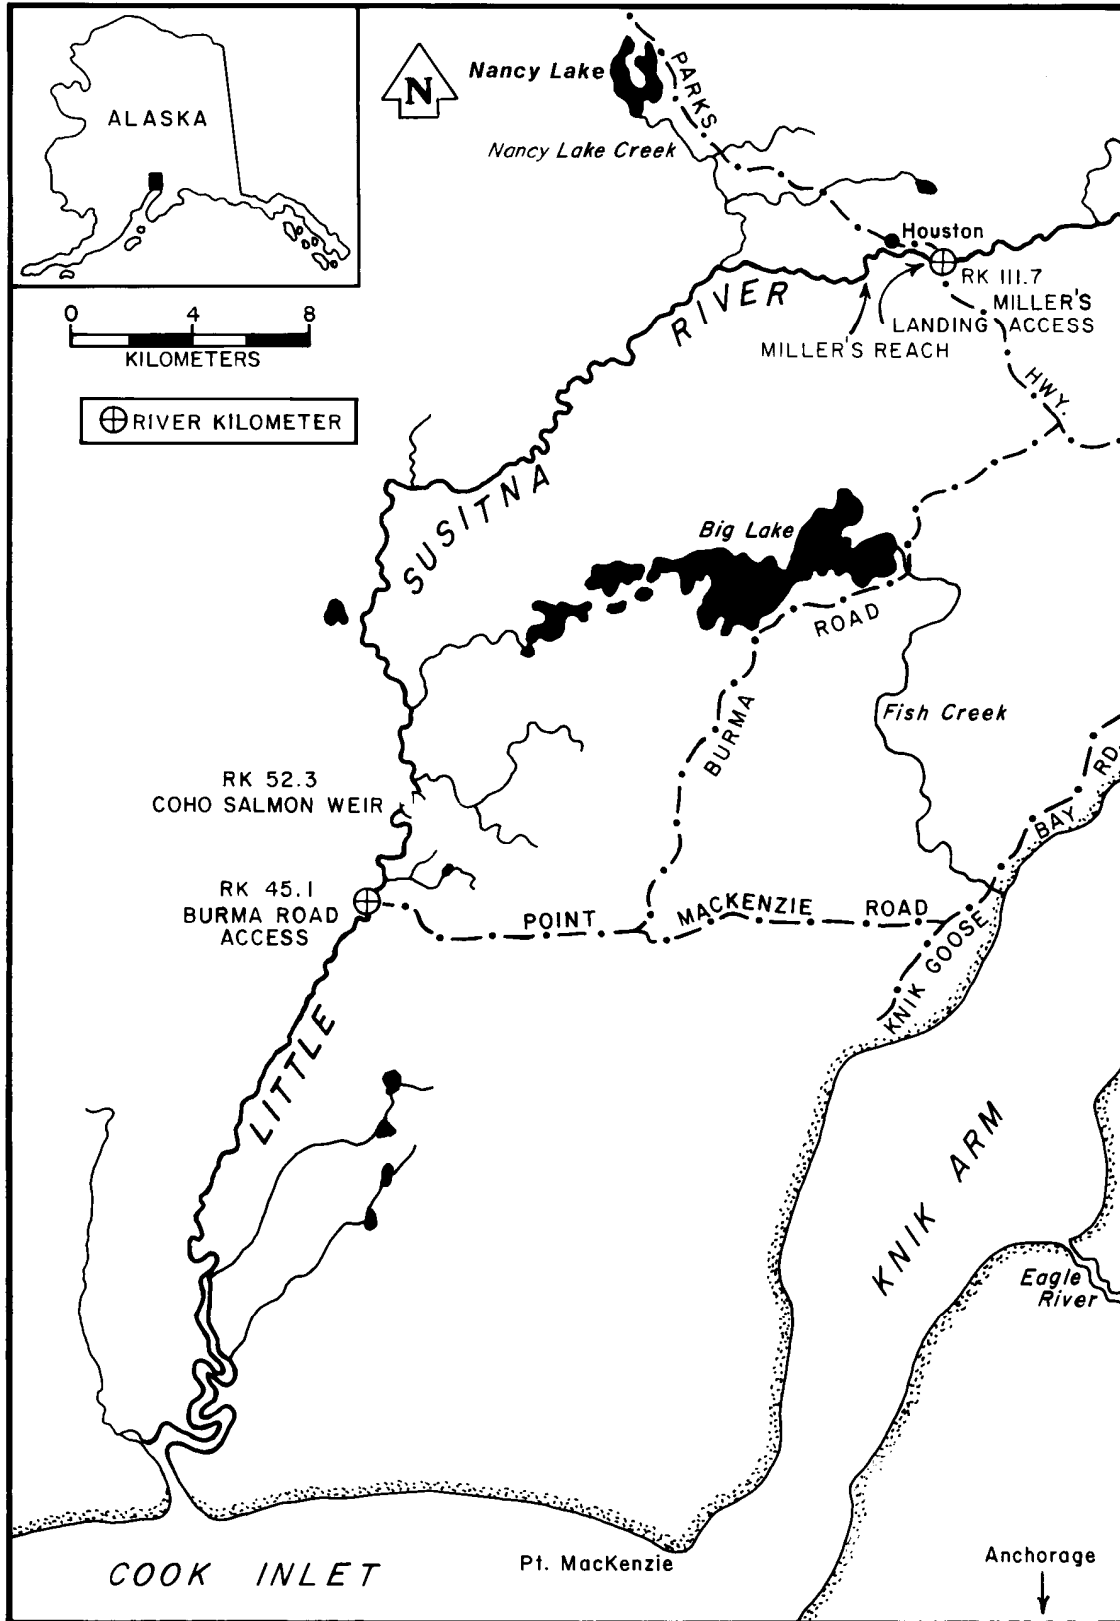 ALASKA
N
Nancy Lake
PARKS
Nancy Lake Creek
Houston
RK 111.7
MILLER'S
LANDING ACCESS
MILLER'S REACH
RIVER
HWY.
0 4 8
KILOMETERS
RIVER KILOMETER
SUSITNA
Big Lake
ROAD
BURMA
Fish Creek
RK 52.3
COHO SALMON WEIR
BAY RD.
RK 45.1
BURMA ROAD
ACCESS
POINT MACKENZIE ROAD
KNIK GOOSE
LITTLE
KNIK ARM
Eagle
River
COOK INLET
Pt. MacKenzie
Anchorage